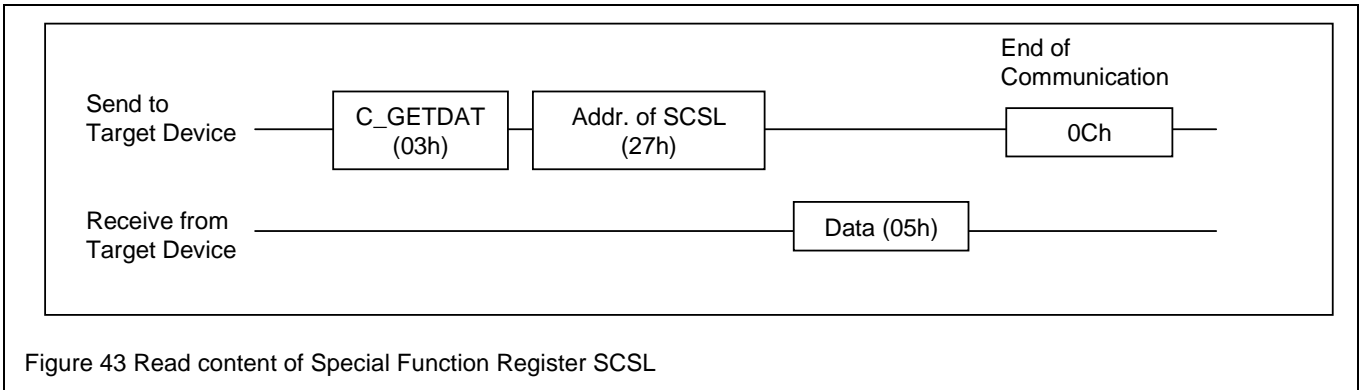 End of
Communication
Send to
Target Device
C_GETDAT
(03h)
Addr. of SCSL
(27h)
0Ch
Receive from
Target Device
Data (05h)
Figure 43 Read content of Special Function Register SCSL